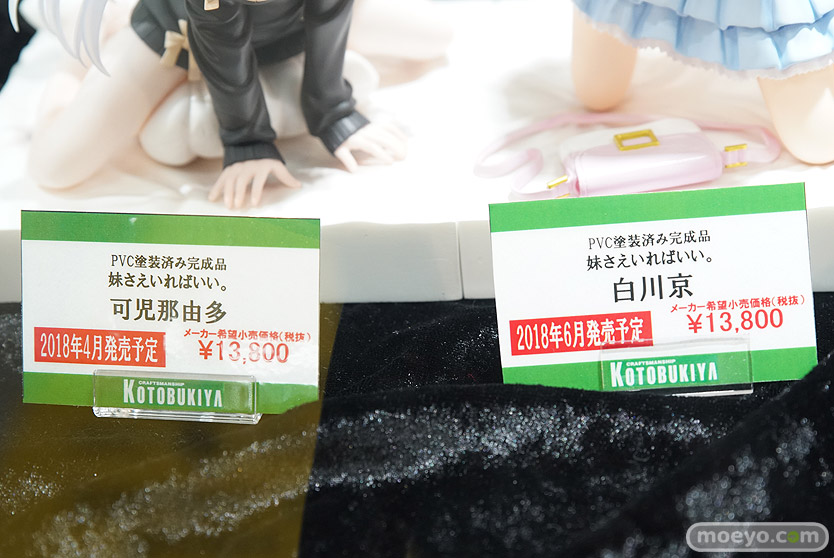 PVC塗装済み完成品
妹さえいればいい。
可児那由多
メーカー希望小売価格(税抜)
2018年4月発売予定
¥13,800
CRAFTSMANSHIP
KOTOBUKIYA
PVC塗装済み完成品
妹さえいればいい。
白川京
メーカー希望小売価格(税抜)
2018年6月発売予定
¥13,800
CRAFTSMANSHIP
KOTOBUKIYA
moeyo.com